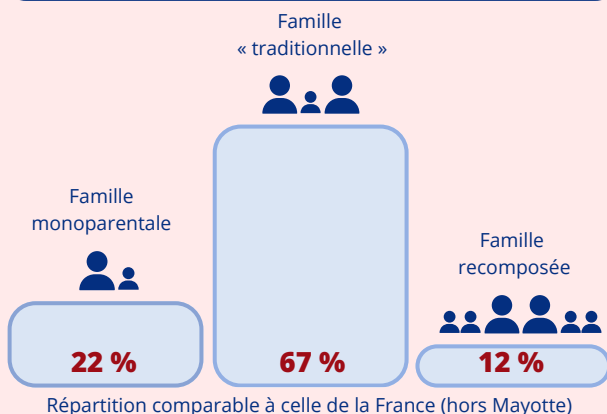 Famille
« traditionnelle »
Famille
monoparentale
Famille
recomposée
22 %
67 %
12 %
Répartition comparable à celle de la France (hors Mayotte)